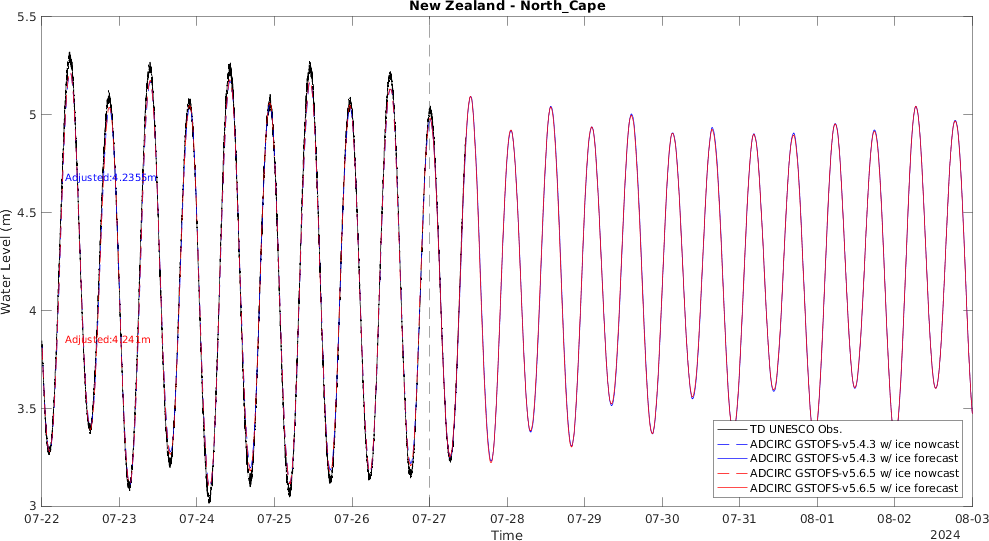 New Zealand - North_Cape
5.5
5
4.5
4
3.5
3
Water Level (m)
Adjusted:4.2355m
Adjusted:4.241m
TD UNESCO Obs.
ADCIRC GSTOFS-v5.4.3 w/ ice nowcast
ADCIRC GSTOFS-v5.4.3 w/ ice forecast
ADCIRC GSTOFS-v5.6.5 w/ ice nowcast
ADCIRC GSTOFS-v5.6.5 w/ ice forecast
07-22 07-23 07-24 07-25 07-26 07-27 07-28 07-29 07-30 07-31 08-01 08-02 08-03
Time
2024